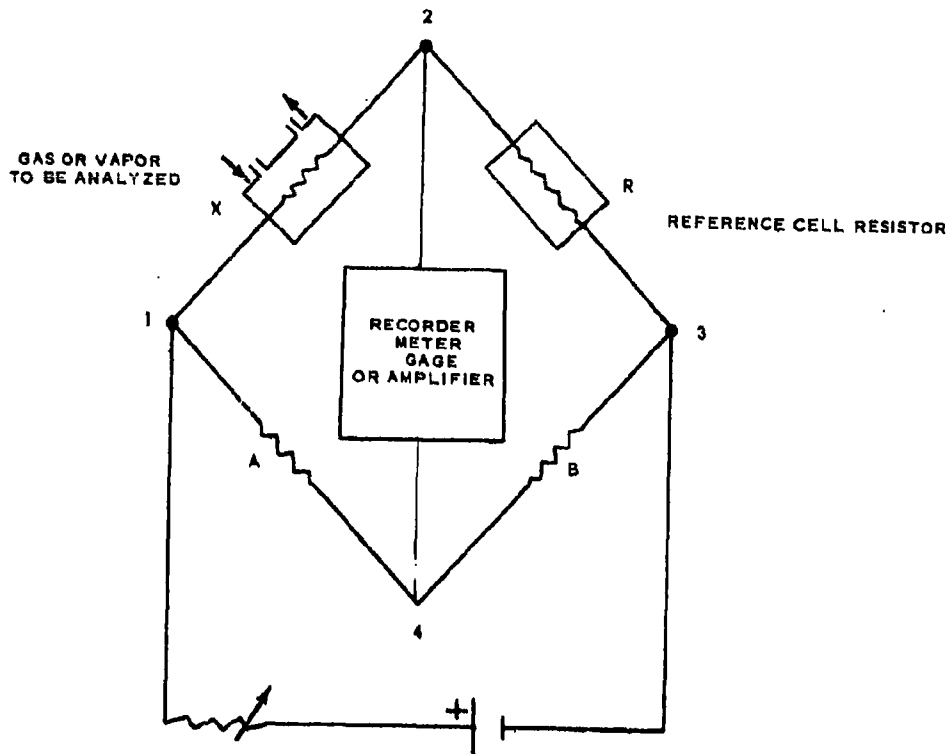 2
GAS OR VAPOR
TO BE ANALYZED
X
R
REFERENCE CELL RESISTOR
1
RECORDER
METER
GAGE
OR AMPLIFIER
3
A
B
4
+